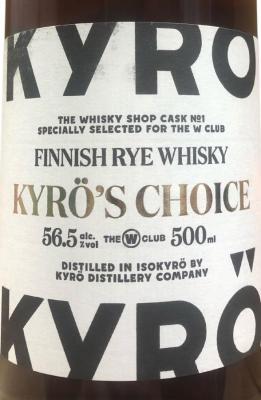 KYRÖ
THE WHISKY SHOP CASK Nº1
SPECIALLY SELECTED FOR THE W CLUB
FINNISH RYE WHISKY
KYRÖ'S CHOICE
56.5 alc. %vol THE W CLUB 500ml
DISTILLED IN ISOKYRÖ BY
KYRÖ DISTILLERY COMPANY
KYRÖ